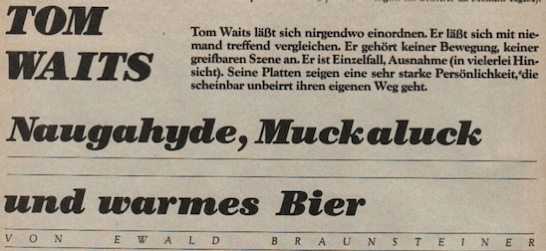 TOM
WAITS
Tom Waits läßt sich nirgendwo einordnen. Er läßt sich mit nie-
mand treffend vergleichen. Er gehört keiner Bewegung, keiner
greifbaren Szene an. Er ist Einzelfall, Ausnahme (in vielerlei Hin-
sicht). Seine Platten zeigen eine sehr starke Persönlichkeit, die
scheinbar unbeirrt ihren eigenen Weg geht.
Naugahyde, Muckaluck
und warmes Bier
VON EWALD BRAUNSTEINER